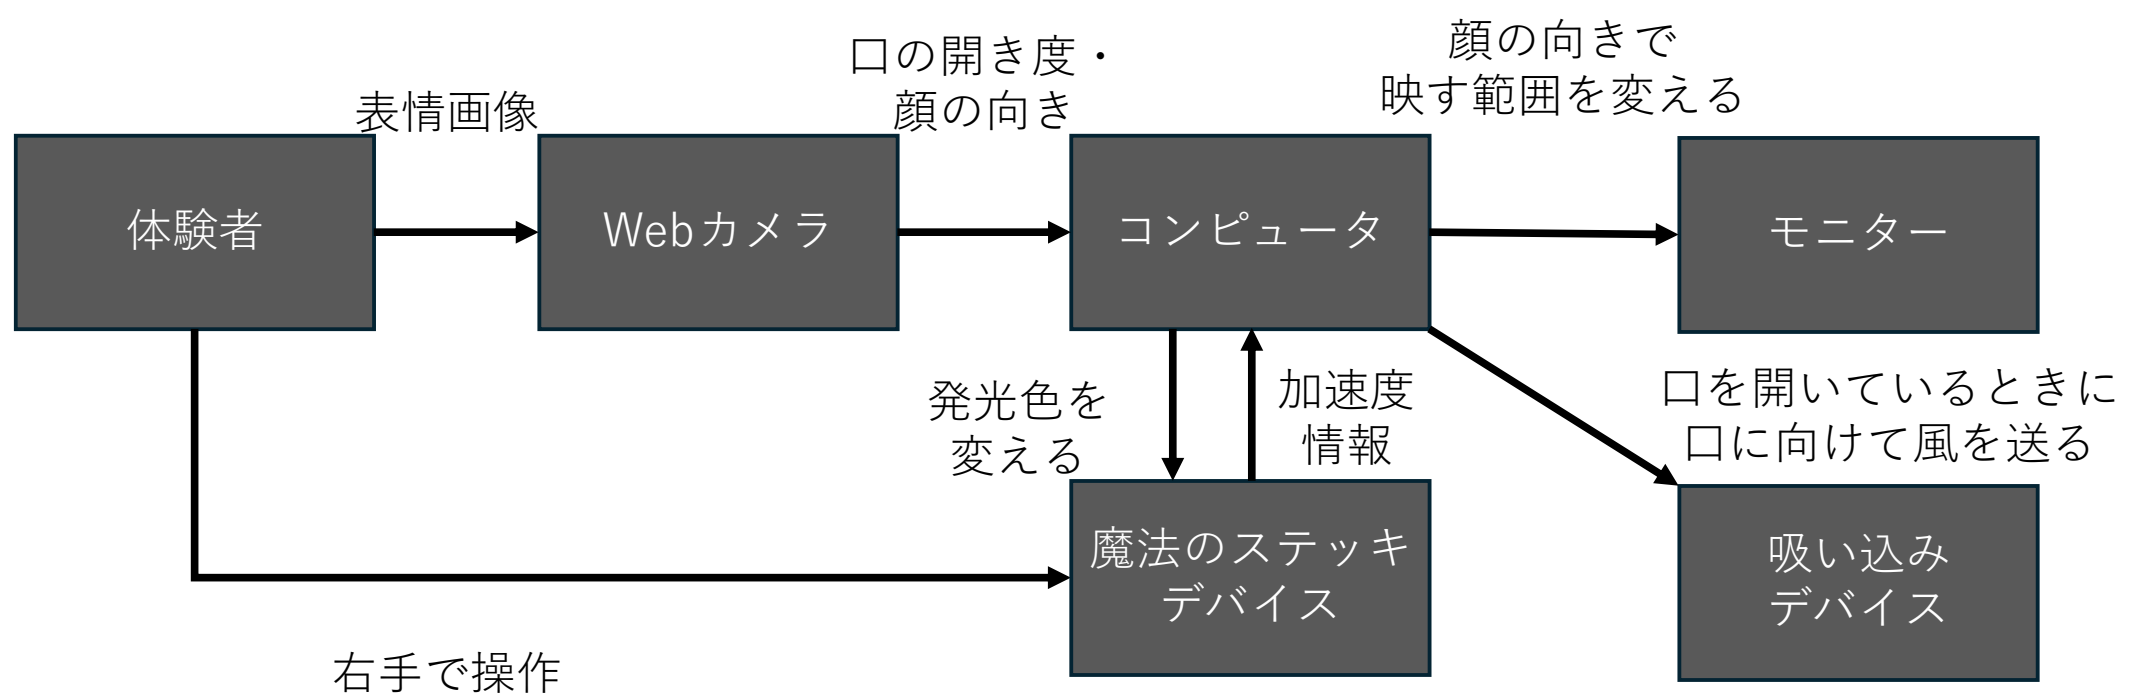 表情画像
口の開き度・
顔の向き
顔の向きで
映す範囲を変える
体験者
Webカメラ
コンピュータ
モニター
発光色を
変える
加速度
情報
口を開いているときに
口に向けて風を送る
魔法のステッキ
デバイス
吸い込み
デバイス
右手で操作